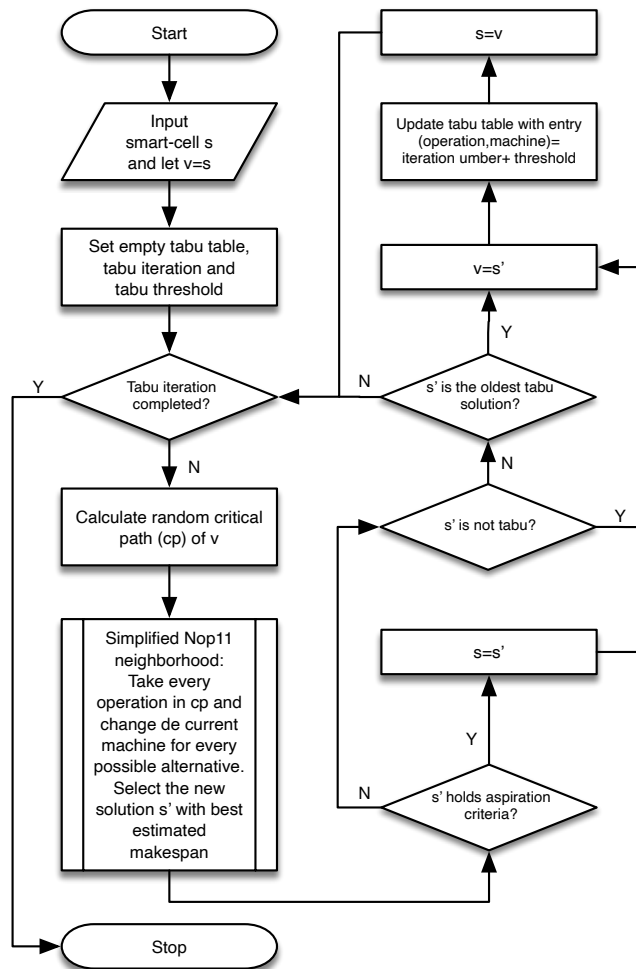 Start
Input
smart-cell s
and let v=s
Set empty tabu table,
tabu iteration and
tabu threshold
Y
Tabu iteration
completed?
N
Calculate random critical
path (cp) of v
Simplified Nop11
neighborhood:
Take every
operation in cp and
change de current
machine for every
possible alternative.
Select the new
solution s’ with best
estimated
makespan
Stop
s=v
Update tabu table with entry
(operation,machine)=
iteration umber+ threshold
v=s’
Y
N
s’ is the oldest tabu
solution?
N
s’ is not tabu?
Y
s=s’
Y
N
s’ holds aspiration
criteria?